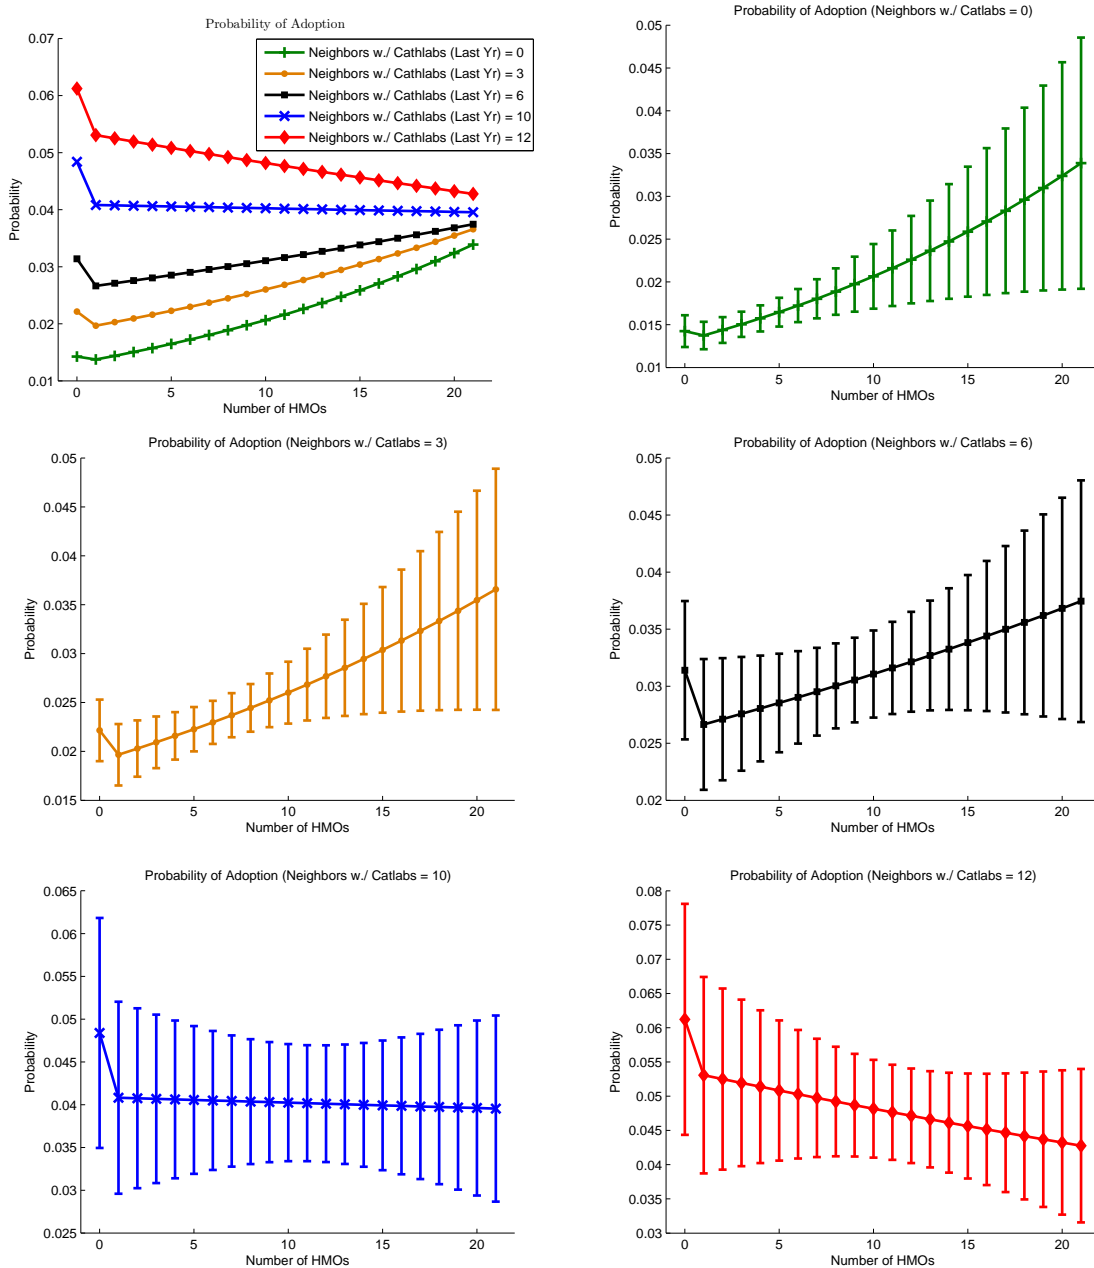 Probability of Adoption
0.07
0.06
0.05
0.04
0.03
0.02
0.01
Probability
0 5 10 15 20
Number of HMOs
Neighbors w./ Cathlabs (Last Yr) = 0
Neighbors w./ Cathlabs (Last Yr) = 3
Neighbors w./ Cathlabs (Last Yr) = 6
Neighbors w./ Cathlabs (Last Yr) = 10
Neighbors w./ Cathlabs (Last Yr) = 12
Probability of Adoption (Neighbors w./ Catlabs = 0)
0.05
0.045
0.04
0.035
0.03
0.025
0.02
0.015
0.01
Probability
0 5 10 15 20
Number of HMOs
Probability of Adoption (Neighbors w./ Catlabs = 3)
0.05
0.045
0.04
0.035
0.03
0.025
0.02
0.015
Probability
0 5 10 15 20
Number of HMOs
Probability of Adoption (Neighbors w./ Catlabs = 6)
0.05
0.045
0.04
0.035
0.03
0.025
0.02
Probability
0 5 10 15 20
Number of HMOs
Probability of Adoption (Neighbors w./ Catlabs = 10)
0.065
0.06
0.055
0.05
0.045
0.04
0.035
0.03
0.025
Probability
0 5 10 15 20
Number of HMOs
Probability of Adoption (Neighbors w./ Catlabs = 12)
0.08
0.075
0.07
0.065
0.06
0.055
0.05
0.045
0.04
0.035
0.03
Probability
0 5 10 15 20
Number of HMOs